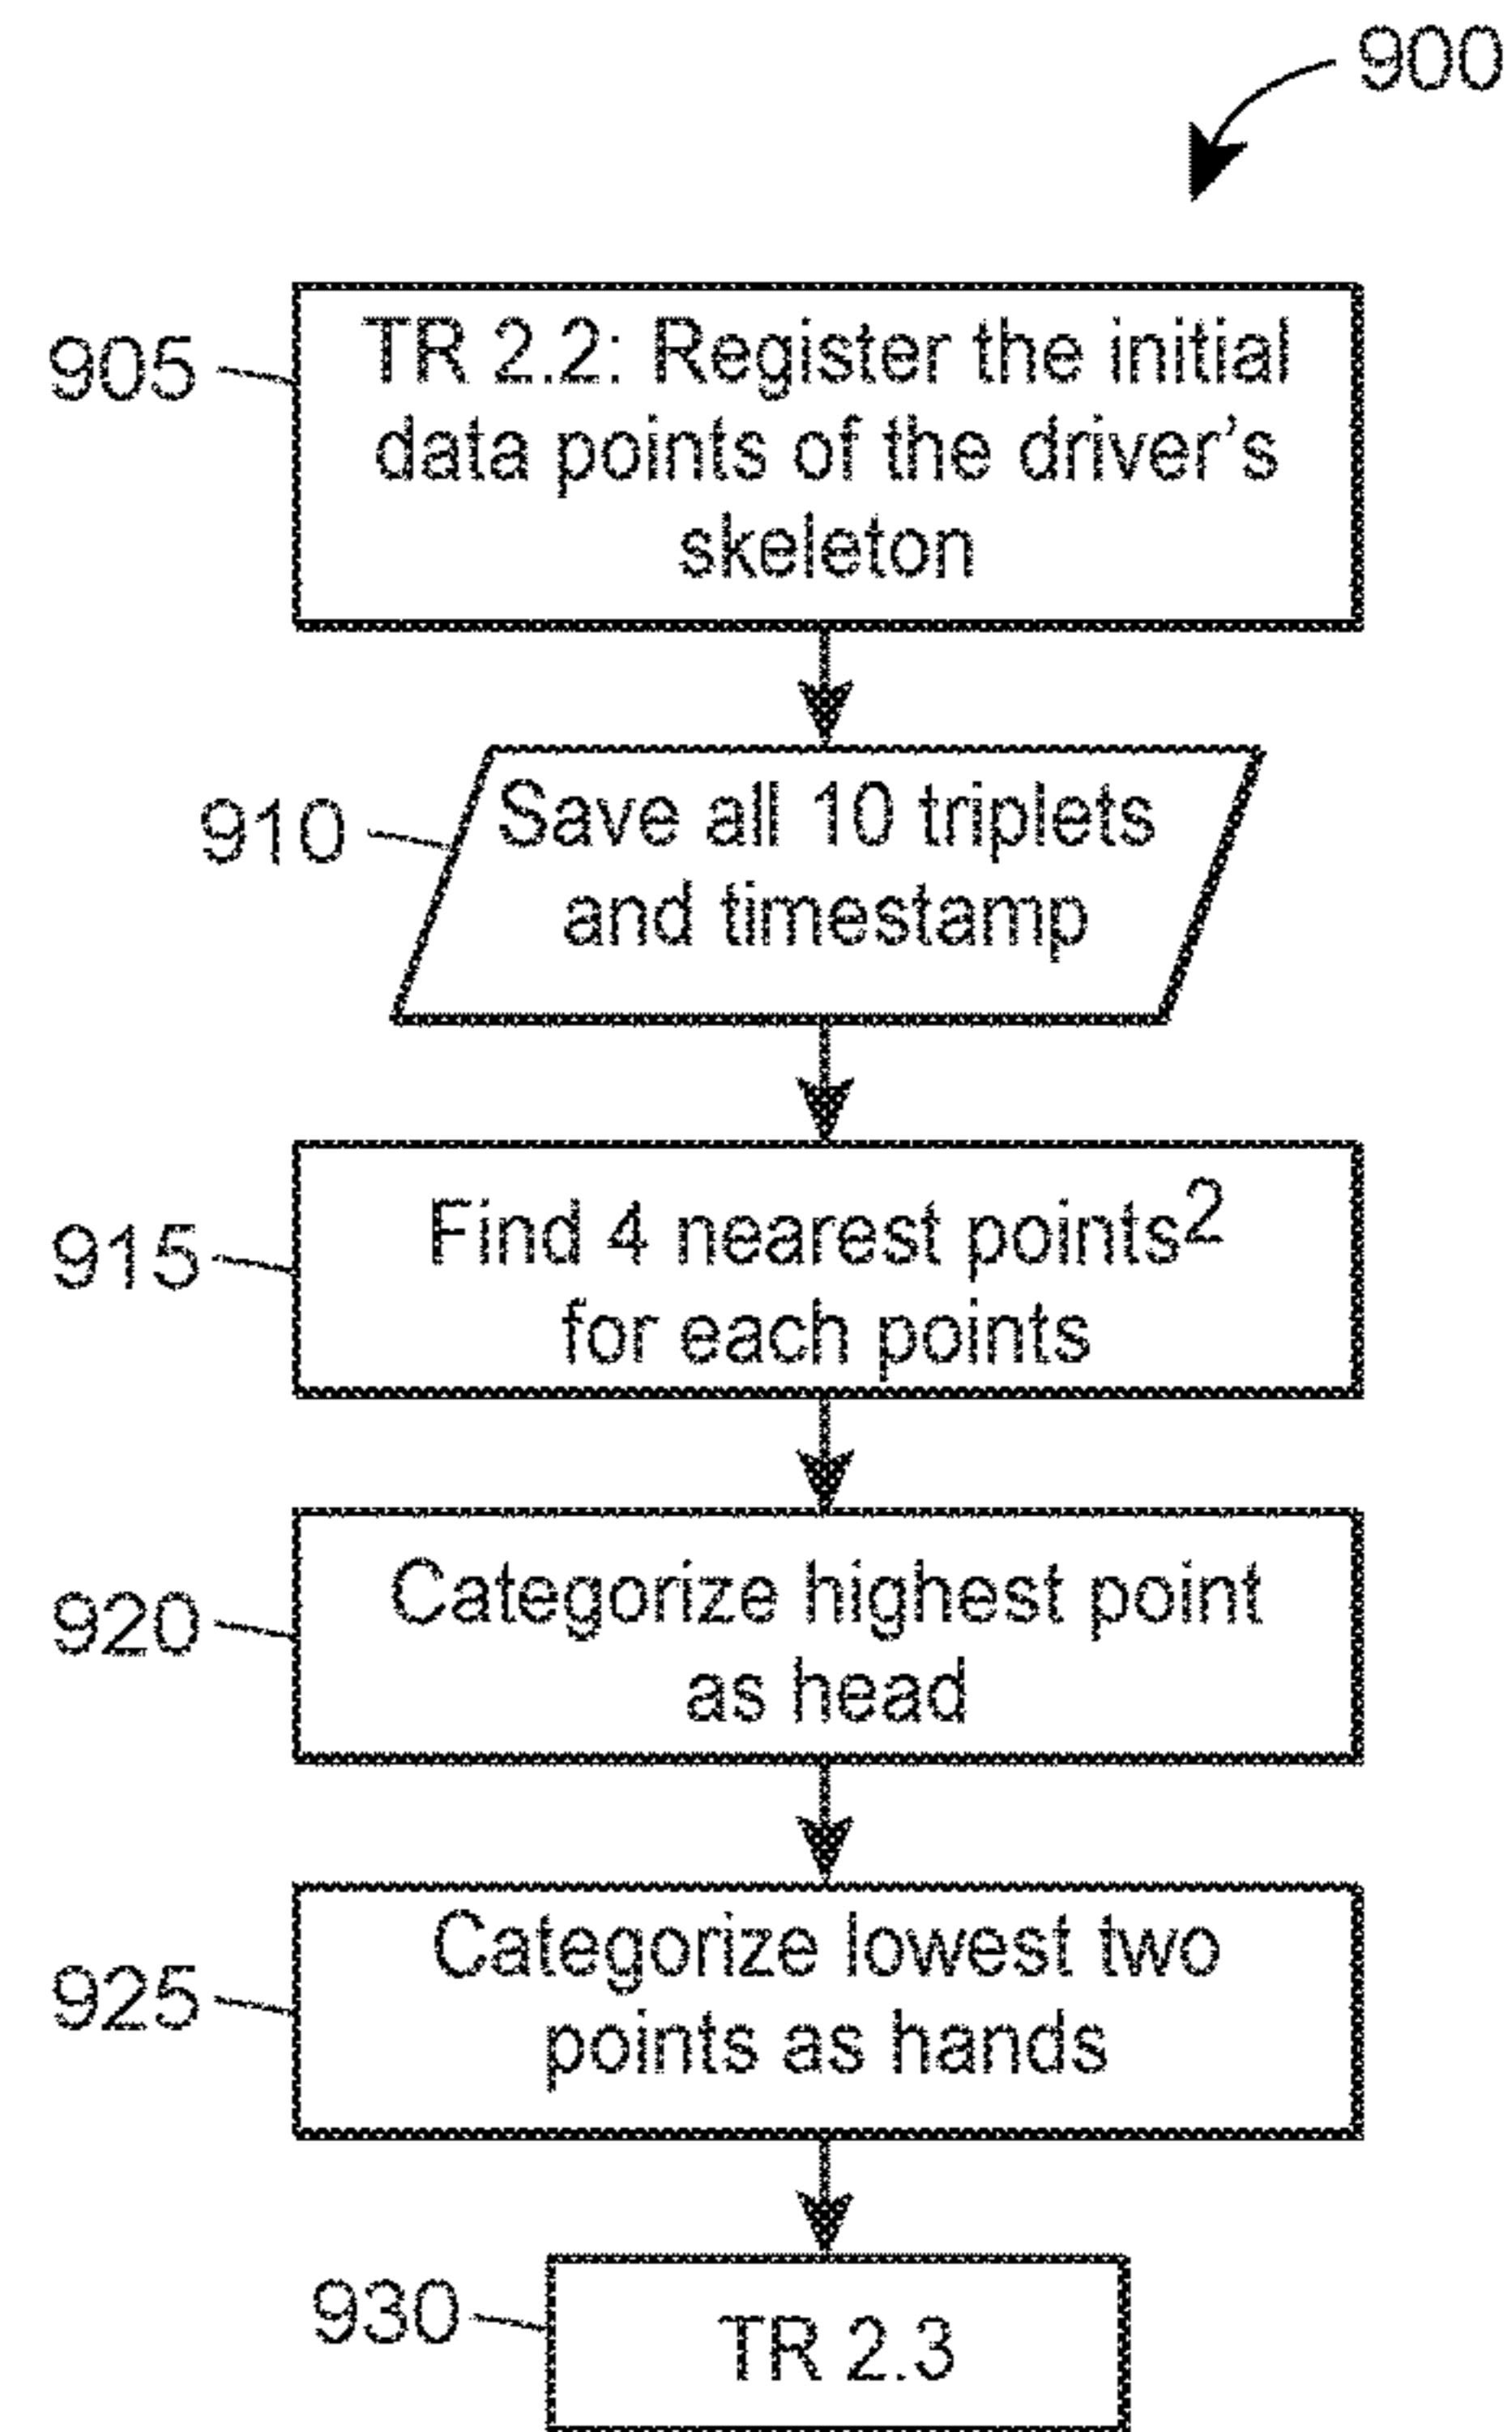 900
905
TR 2.2: Register the initial
data points of the driver's
skeleton
910
Save all 10 triplets
and timestamp
915
Find 4 nearest points2
for each points
920
Categorize highest point
as head
925
Categorize lowest two
points as hands
930
TR 2.3